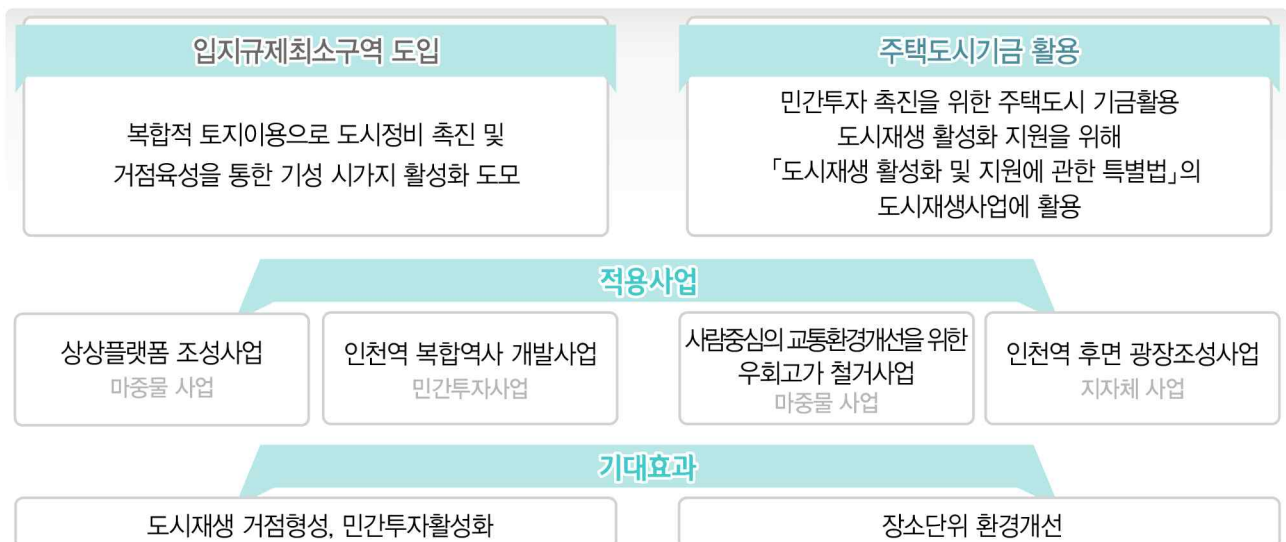 입지규제최소구역 도입
복합적 토지이용으로 도시정비 촉진 및
거점육성을 통한 기성 시가지 활성화 도모
주택도시기금 활용
민간투자 촉진을 위한 주택도시 기금활용
도시재생 활성화 지원을 위해
「도시재생 활성화 및 지원에 관한 특별법」의
도시재생사업에 활용
적용사업
상상플랫폼 조성사업
마중물 사업
인천역 복합역사 개발사업
민간투자사업
사람중심의 교통환경개선을 위한
우회고가 철거사업
마중물 사업
인천역 후면 광장조성사업
지자체 사업
기대효과
도시재생 거점형성, 민간투자활성화
장소단위 환경개선